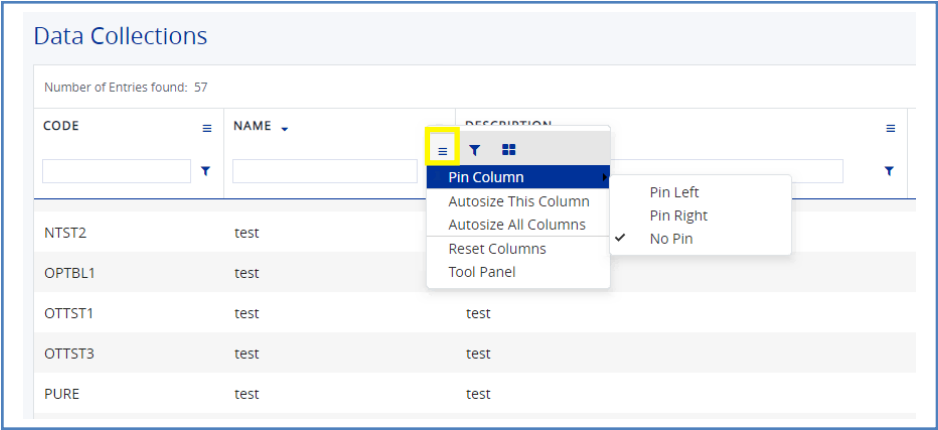 Data Collections
Number of Entries found: 57
CODE NAME DESCRIPTION
Pin Column
Autosize This Column
Autosize All Columns
Reset Columns
Tool Panel
Pin Left
Pin Right
No Pin
NTST2 test
OPTBL1 test
OTTST1 test test
OTTST3 test test
PURE test test